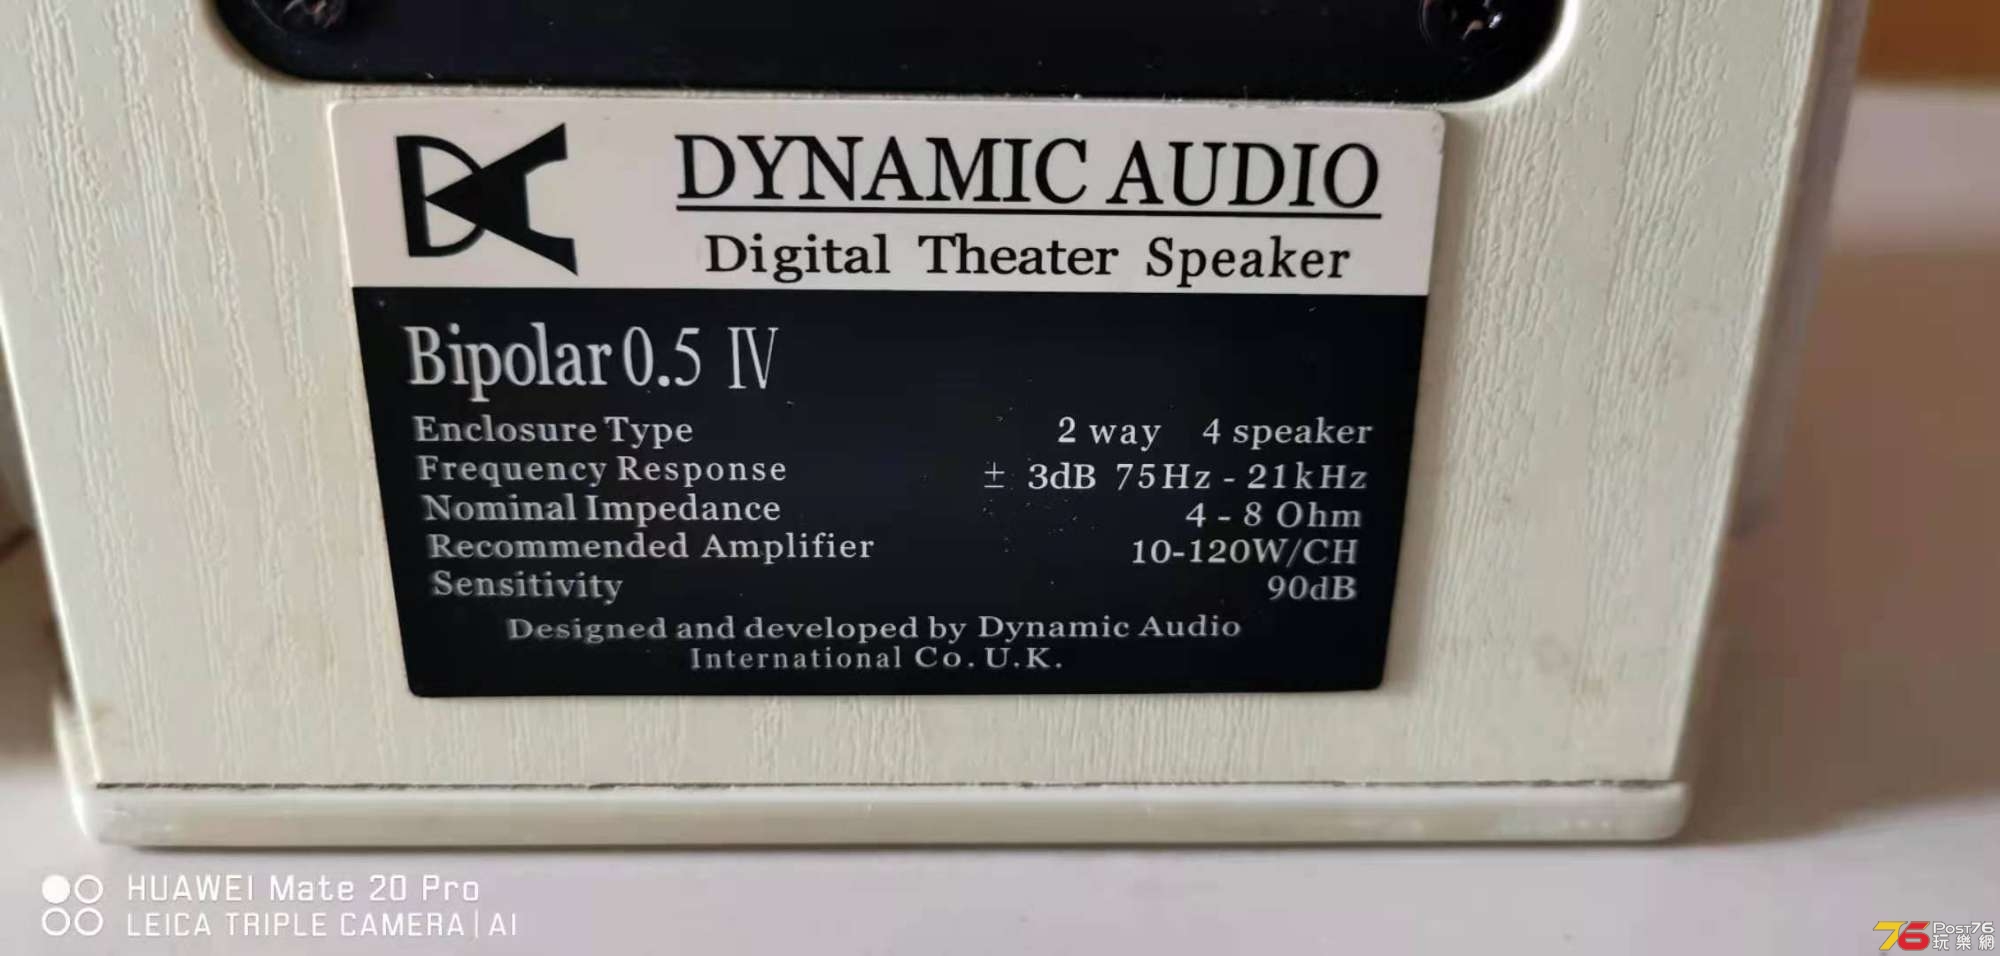 DYNAMIC AUDIO
Digital Theater Speaker
Bipolar 0.5 IV
Enclosure Type 2 way 4 speaker
Frequency Response ± 3dB 75Hz - 21kHz
Nominal Impedance 4 - 8 Ohm
Recommended Amplifier 10-120W/CH
Sensitivity 90dB
Designed and developed by Dynamic Audio
International Co. U.K.
HUAWEI Mate 20 Pro
LEICA TRIPLE CAMERA | AI
76 Post76
玩樂網